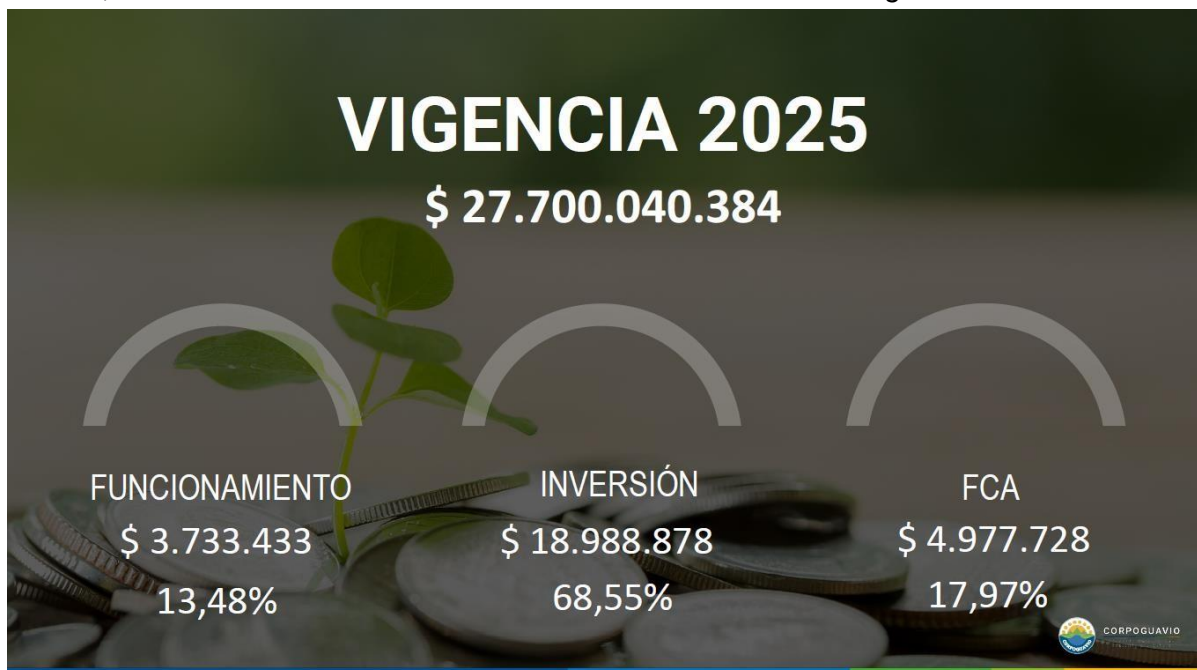 VIGENCIA 2025
$ 27.700.040.384
FUNCIONAMIENTO
$ 3.733.433
13,48%
INVERSIÓN
$ 18.988.878
68,55%
FCA
$ 4.977.728
17,97%
CORPOGUAVIO